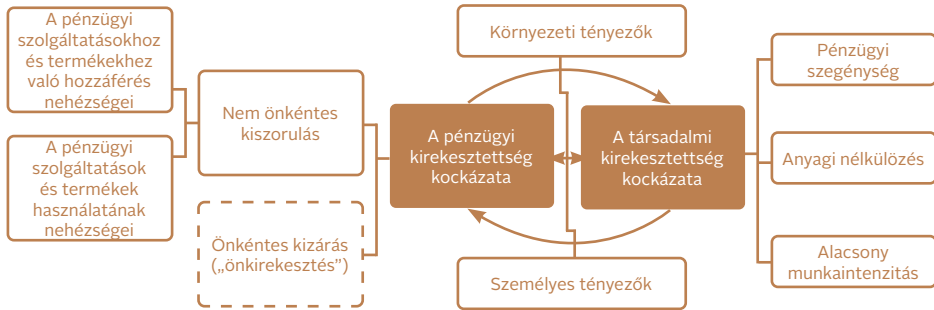 A pénzügyi
szolgáltatásokhoz
és termékekhez
való hozzáférés
nehézségei
A pénzügyi
szolgáltatások
és termékek
használatának
nehézségei
Nem önkéntes
kiszorulás
Önkéntes kizárás
(„önkirekesztés”)
Környezeti tényezők
A pénzügyi
kirekesztettség
kockázata
A társadalmi
kirekesztettség
kockázata
Személyes tényezők
Pénzügyi
szegénység
Anyagi nélkülözés
Alacsony
munkaintenzitás